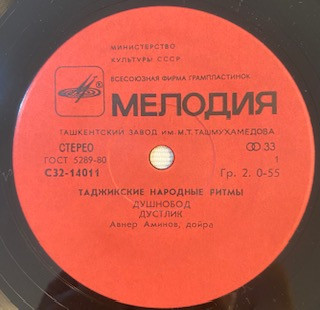 МИНИСТЕРСТВО
КУЛЬТУРЫ СССР
ВСЕСОЮЗНАЯ ФИРМА ГРАМПЛАСТИНОК
МЕЛОДИЯ
ТАШКЕНТСКИЙ ЗАВОД ИМ. М.Т. ТАШМУХАМЕДОВА
СТЕРЕО 33
ГОСТ 5289-80 1
С32-14011 Гр. 2. 0-55
ТАДЖИКСКИЕ НАРОДНЫЕ РИТМЫ
ДУШНОБОД
ДУСТЛИК
Авнер Аминов, дойра